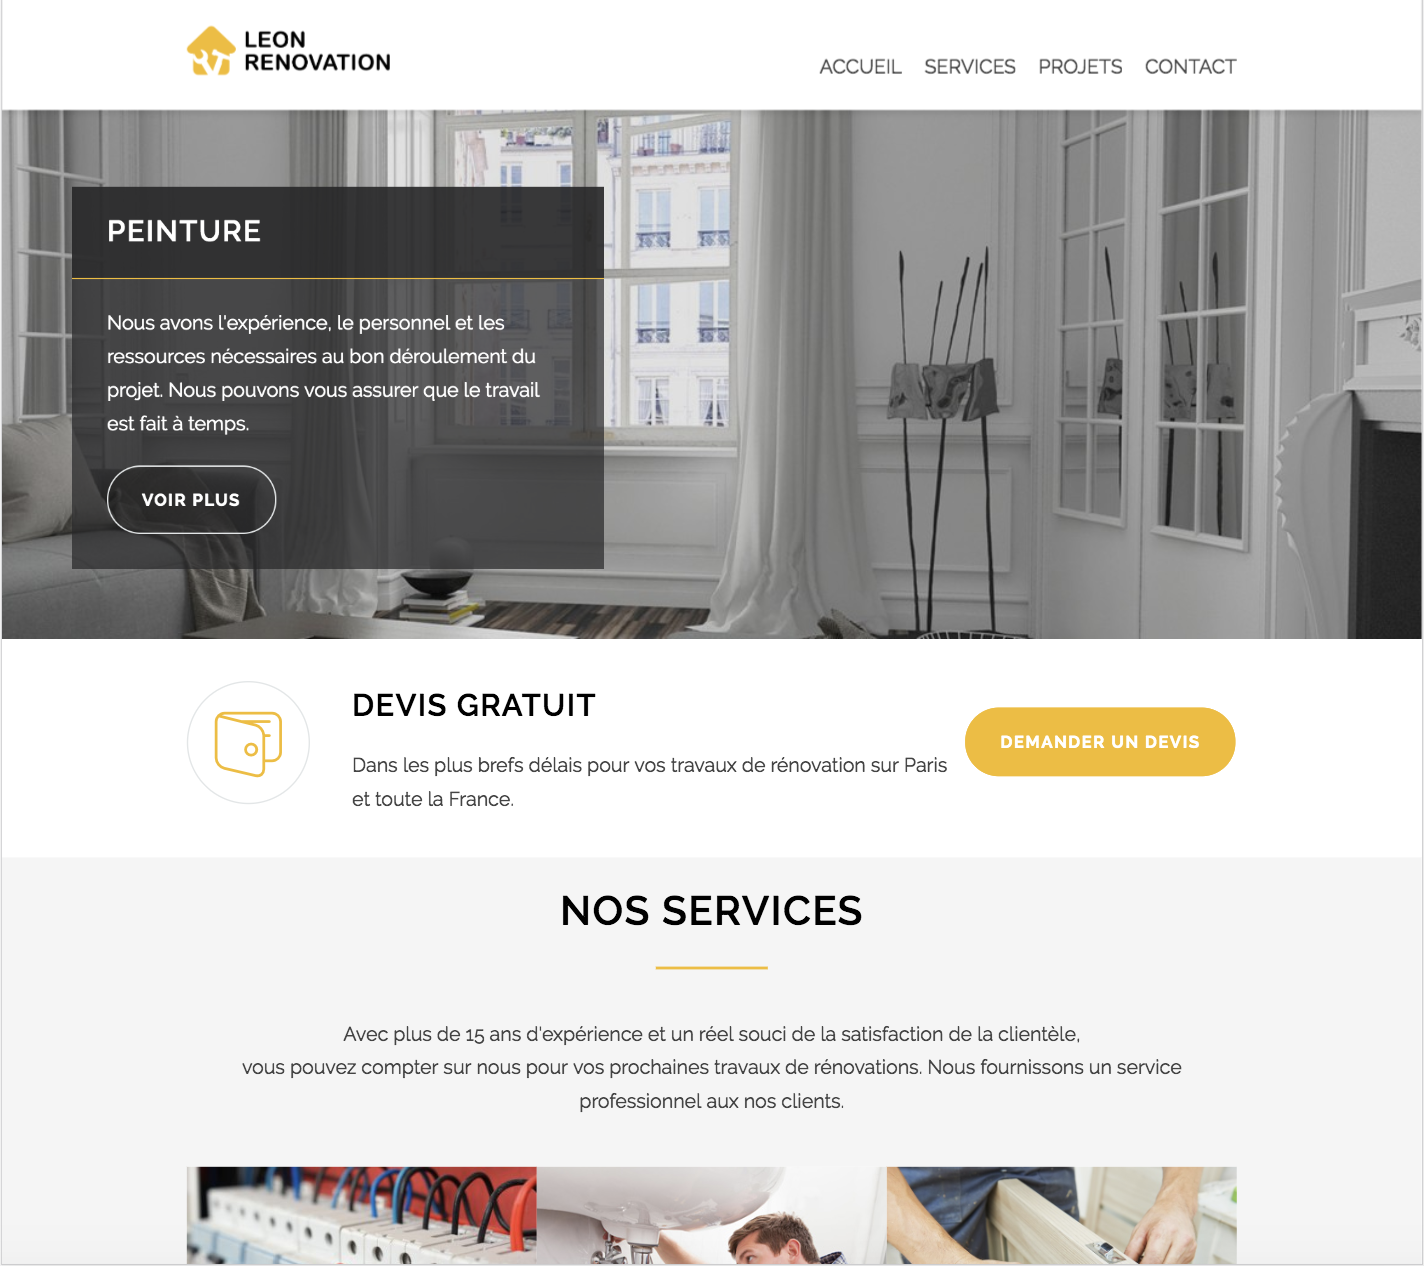 LEON
RENOVATION
ACCUEIL SERVICES PROJETS CONTACT
PEINTURE
Nous avons l'expérience, le personnel et les
ressources nécessaires au bon déroulement du
projet. Nous pouvons vous assurer que le travail
est fait à temps.
VOIR PLUS
DEVIS GRATUIT
Dans les plus brefs délais pour vos travaux de rénovation sur Paris
et toute la France.
DEMANDER UN DEVIS
NOS SERVICES
Avec plus de 15 ans d'expérience et un réel souci de la satisfaction de la clientèle,
vous pouvez compter sur nous pour vos prochaines travaux de rénovations. Nous fournissons un service
professionnel aux nos clients.